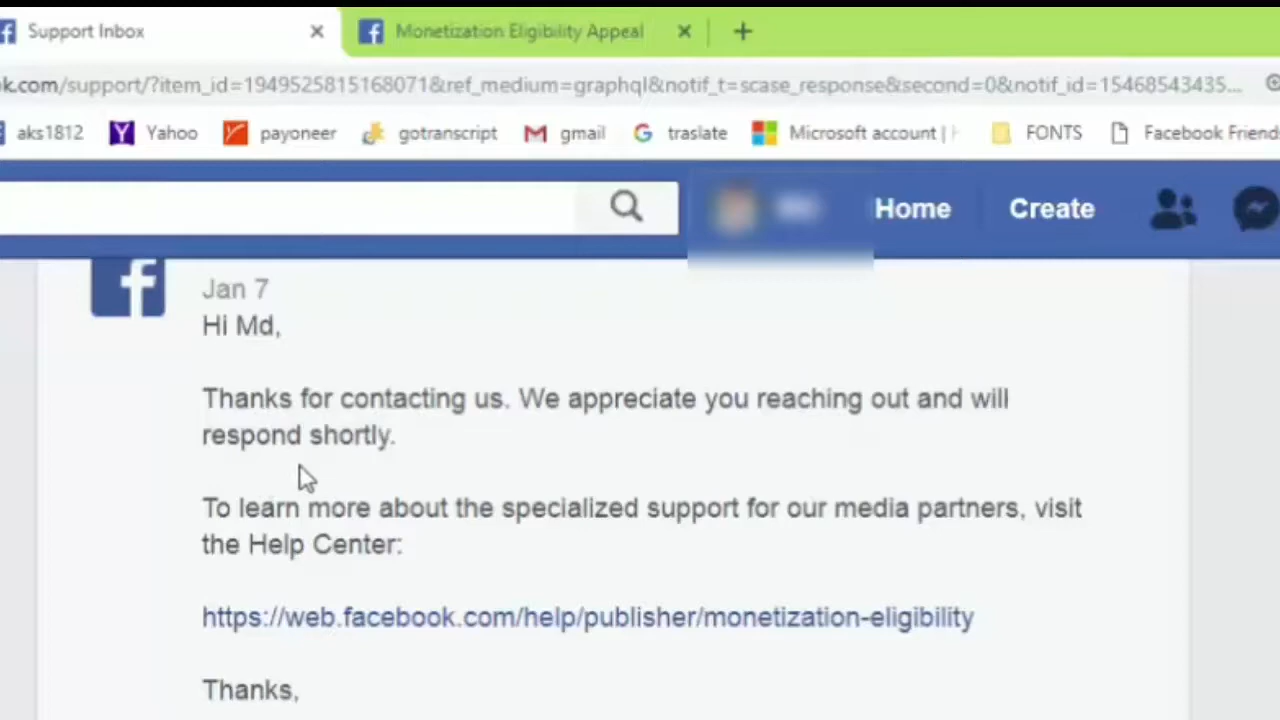 Support Inbox
Monetization Eligibility Appeal
k.com/support/?item_id=1949525815168071&ref_medium=graphql&notif_t=scase_response&second=0&notif_id=15468543435...
aks1812 Yahoo payoneer gotranscript gmail traslate Microsoft account | FONTS Facebook Friend
Home Create
Jan 7
Hi Md,
Thanks for contacting us. We appreciate you reaching out and will
respond shortly.
To learn more about the specialized support for our media partners, visit
the Help Center:
https://web.facebook.com/help/publisher/monetization-eligibility
Thanks,